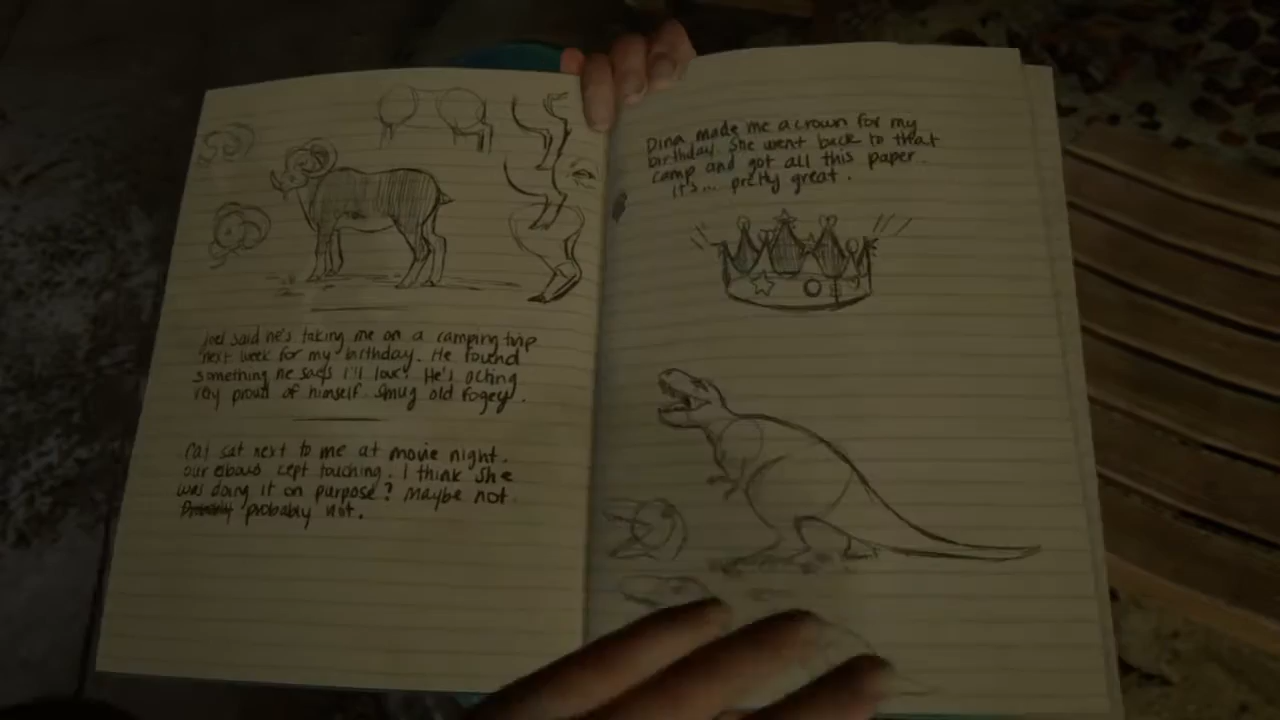 Joel said he's taking me on a camping trip
next week for my birthday. He found
something he says I'll love. He's acting
very proud of himself. Smug old fogey.
Cat sat next to me at movie night.
our elbows kept touching. I think she
was doing it on purpose? Maybe not.
Probably probably not.
Dina made me a crown for my
birthday. She went back to that
camp and got all this paper.
It's... pretty great.